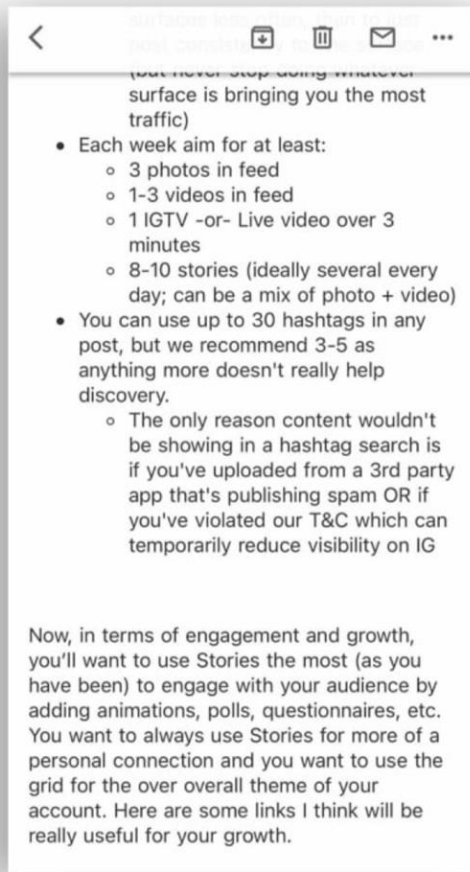 (but never stop doing whatever
surface is bringing you the most
traffic)
• Each week aim for at least:
○ 3 photos in feed
○ 1-3 videos in feed
○ 1 IGTV -or- Live video over 3
minutes
○ 8-10 stories (ideally several every
day; can be a mix of photo + video)
• You can use up to 30 hashtags in any
post, but we recommend 3-5 as
anything more doesn't really help
discovery.
○ The only reason content wouldn't
be showing in a hashtag search is
if you've uploaded from a 3rd party
app that's publishing spam OR if
you've violated our T&C which can
temporarily reduce visibility on IG
Now, in terms of engagement and growth,
you'll want to use Stories the most (as you
have been) to engage with your audience by
adding animations, polls, questionnaires, etc.
You want to always use Stories for more of a
personal connection and you want to use the
grid for the over overall theme of your
account. Here are some links I think will be
really useful for your growth.